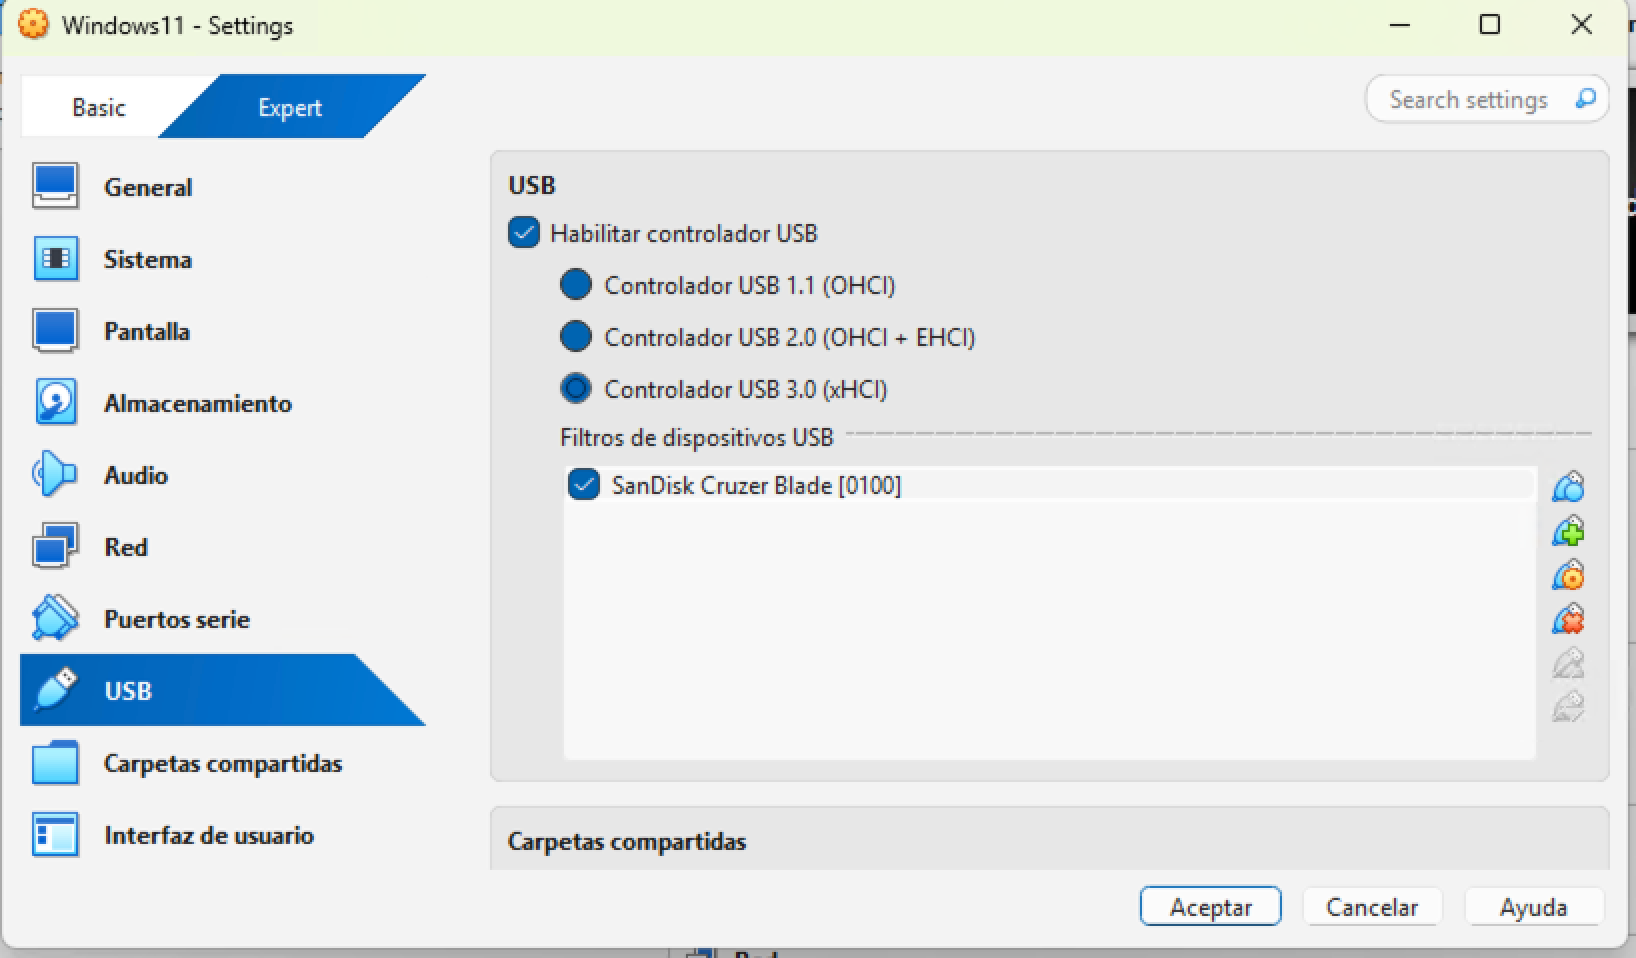 Windows11 - Settings
Basic
Expert
Search settings
General
Sistema
Pantalla
Almacenamiento
Audio
Red
Puertos serie
USB
Carpetas compartidas
Interfaz de usuario
USB
Habilitar controlador USB
Controlador USB 1.1 (OHCI)
Controlador USB 2.0 (OHCI + EHCI)
Controlador USB 3.0 (xHCI)
Filtros de dispositivos USB
SanDisk Cruzer Blade [0100]
Carpetas compartidas
Aceptar
Cancelar
Ayuda